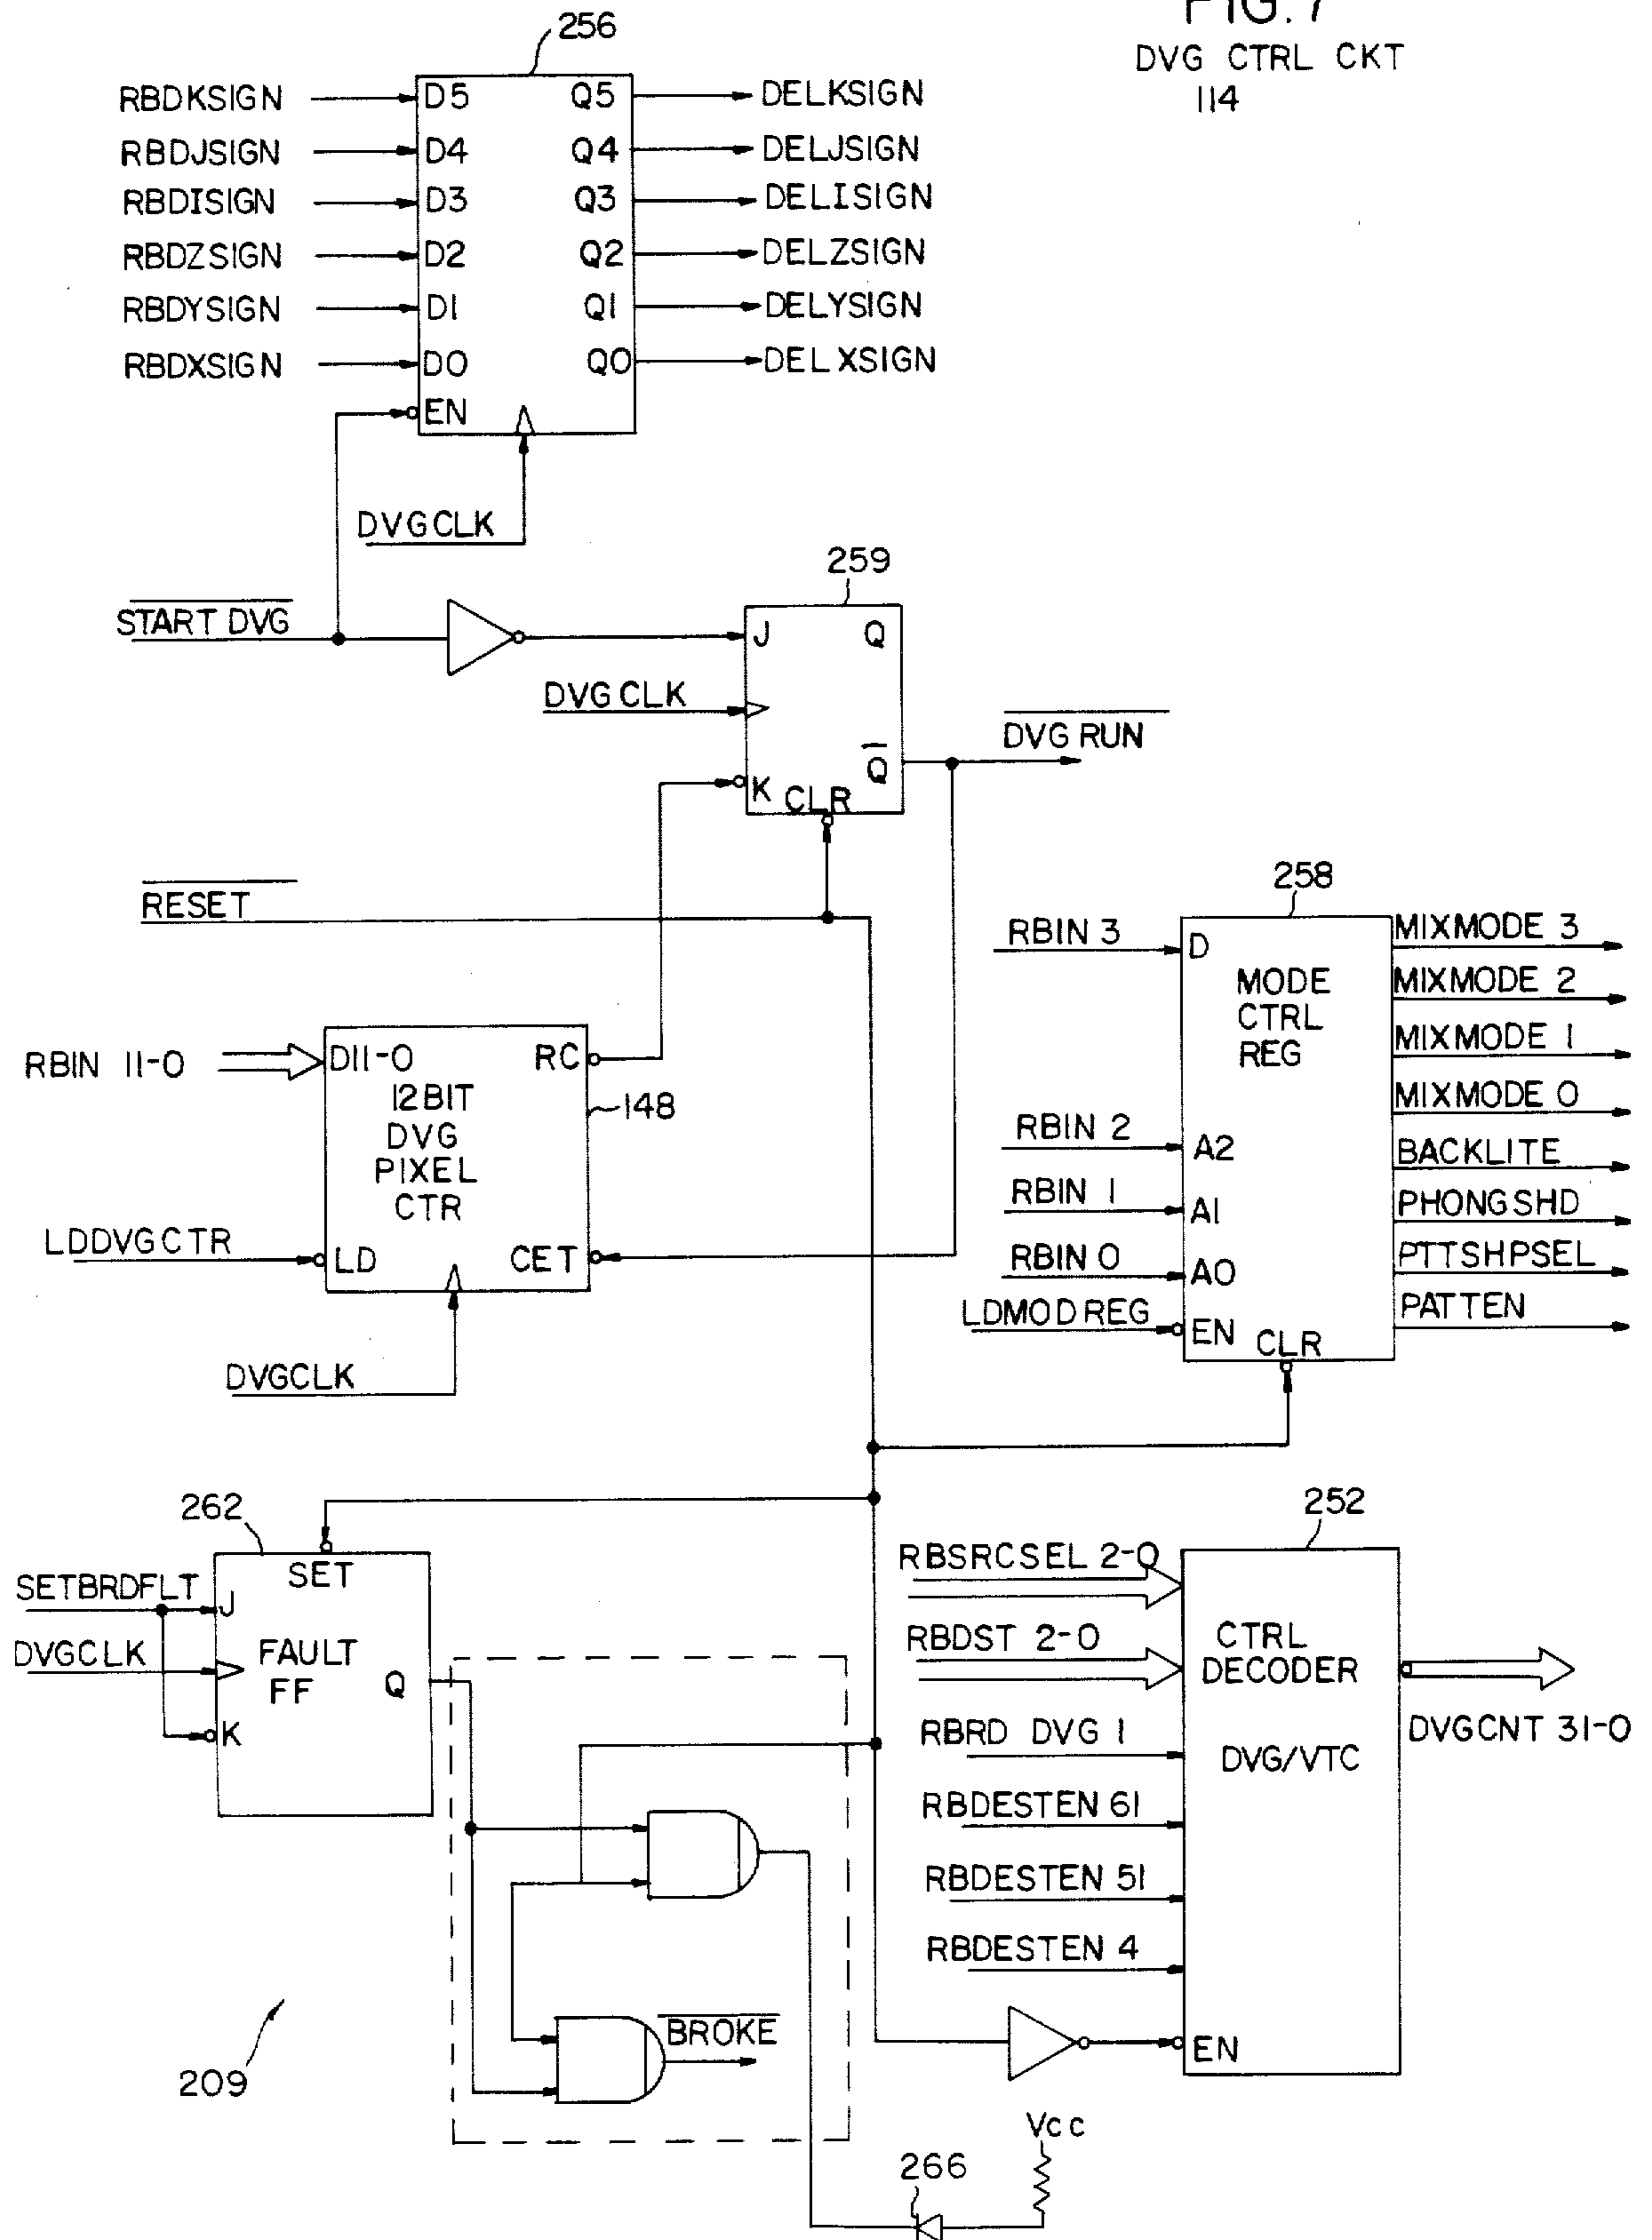 FIG. 7
DVG CTRL CKT
114
256
RBDKSIGN D5 Q5 DELKSIGN
RBDJSIGN D4 Q4 DELJSIGN
RBDISIGN D3 Q3 DELISIGN
RBDZSIGN D2 Q2 DELZSIGN
RBDYSIGN D1 Q1 DELYSIGN
RBDXSIGN D0 Q0 DELXSIGN
EN
DVGCLK
259
START DVG J Q
DVG CLK
DVG RUN
Q
K CLR
RESET
258
RBIN 3 D MIXMODE 3
MODE MIXMODE 2
CTRL
REG MIXMODE 1
MIXMODE 0
RBIN 2 A2 BACKLITE
RBIN 1 A1 PHONGSHD
RBIN 0 A0 PTTSHPSEL
LDMODREG EN PATTEN
CLR
RBIN 11-0 D11-0 RC
12BIT
148
DVG
PIXEL
CTR
LDDVGCTR LD CET
DVGCLK
262
SET
SETBRDFLT J
DVGCLK FAULT
FF Q
K
252
RBSRCSEL 2-0
RBDST 2-0 CTRL
DECODER
RBRD DVG 1 DVG/VTC
DVGCNT 31-0
RBDESTEN 61
RBDESTEN 51
RBDESTEN 4
EN
BROKE
209
Vcc
266